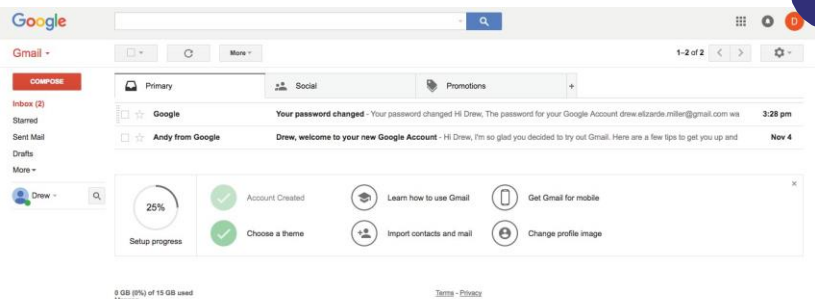 Google
D
Gmail
More
1–2 of 2
COMPOSE
Primary
Social
Promotions
+
Inbox (2)
Starred
Sent Mail
Drafts
More
Drew
Google Your password changed - Your password changed Hi Drew, The password for your Google Account drew.elizarde.miller@gmail.com wa 3:28 pm
Andy from Google Drew, welcome to your new Google Account - Hi Drew, I'm so glad you decided to try out Gmail. Here are a few tips to get you up and Nov 4
25%
Setup progress
Account Created
Learn how to use Gmail
Get Gmail for mobile
Choose a theme
Import contacts and mail
Change profile image
0 GB (0%) of 15 GB used
Terms - Privacy